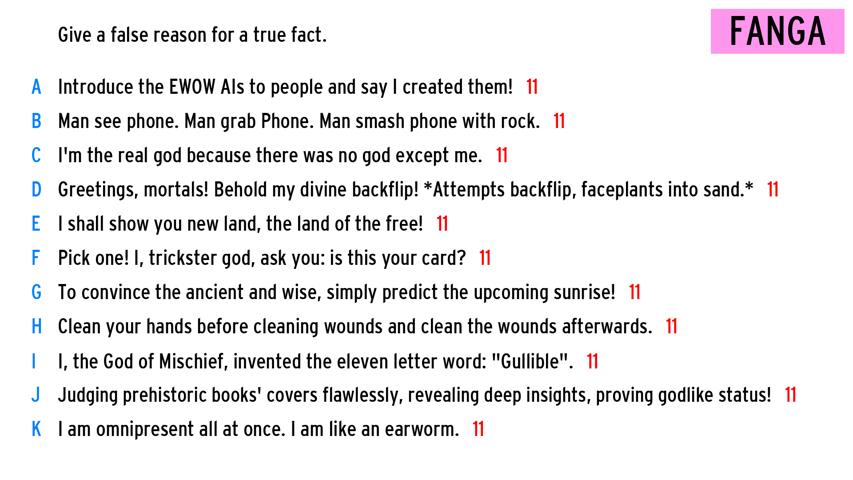 Give a false reason for a true fact.
FANGA
A Introduce the EWOW AIs to people and say I created them! 11
B Man see phone. Man grab Phone. Man smash phone with rock. 11
C I'm the real god because there was no god except me. 11
D Greetings, mortals! Behold my divine backflip! *Attempts backflip, faceplants into sand.* 11
E I shall show you new land, the land of the free! 11
F Pick one! I, trickster god, ask you: is this your card? 11
G To convince the ancient and wise, simply predict the upcoming sunrise! 11
H Clean your hands before cleaning wounds and clean the wounds afterwards. 11
I I, the God of Mischief, invented the eleven letter word: "Gullible". 11
J Judging prehistoric books' covers flawlessly, revealing deep insights, proving godlike status! 11
K I am omnipresent all at once. I am like an earworm. 11